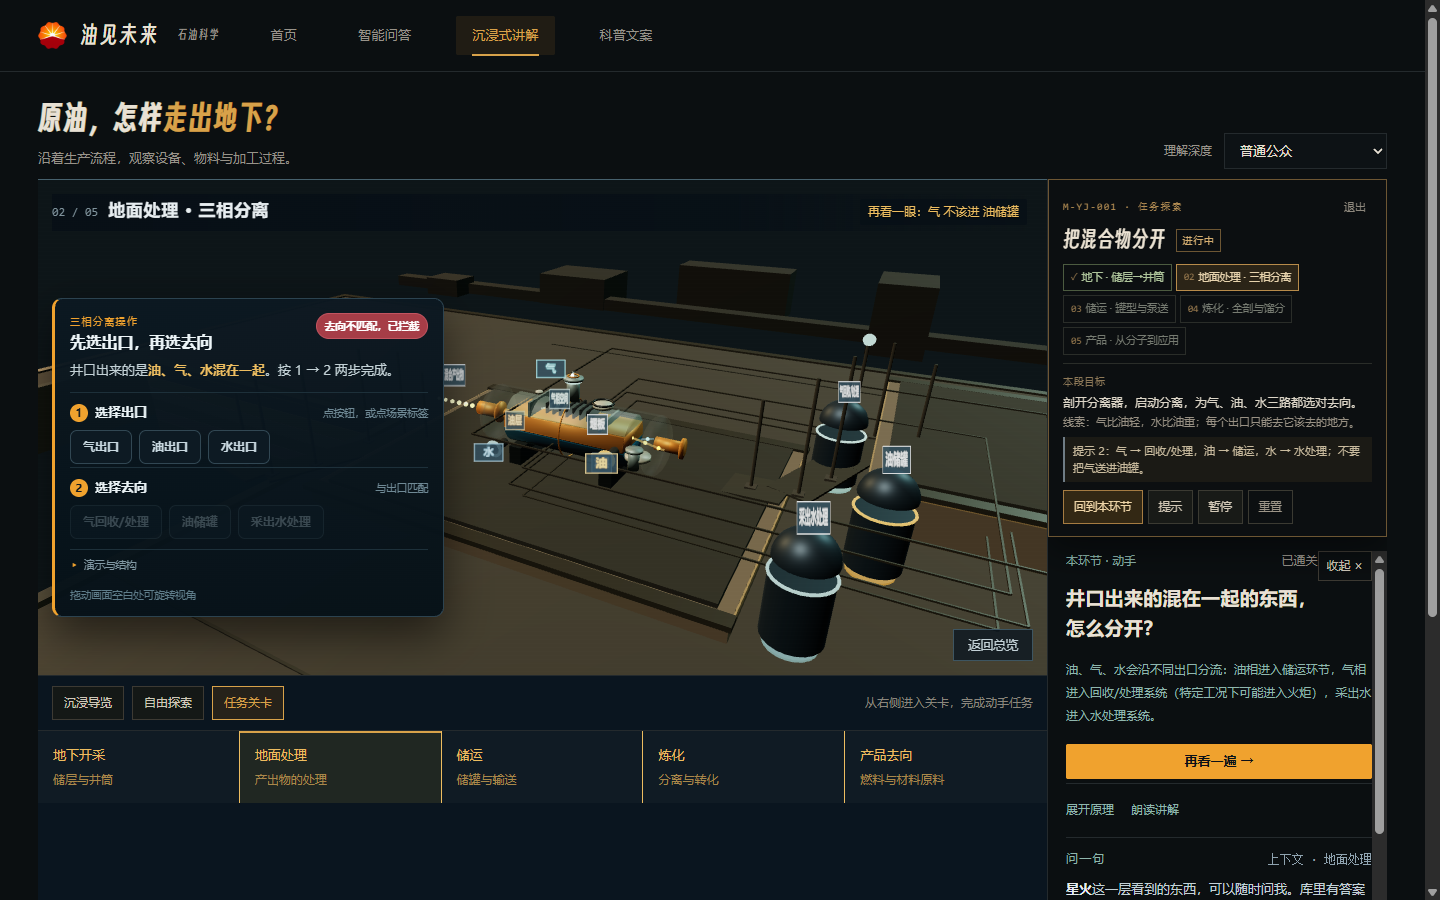 油见未来 石油科学 首页 智能问答 沉浸式讲解 科普文案
原油，怎样走出地下？
沿着生产流程，观察设备、物料与加工过程。
理解深度 普通公众
02 / 05 地面处理 · 三相分离
再看一眼：气 不该进 油储罐
三相分离操作
去向不匹配，已拦截
先选出口，再选去向
井口出来的是油、气、水混在一起。按 1 → 2 两步完成。
1 选择出口 点按钮，或点场景标签
气出口 油出口 水出口
2 选择去向 与出口匹配
气回收/处理 油储罐 采出水处理
▸ 演示与结构
拖动画面空白处可旋转视角
气
水
油
油储罐
采出水处理
返回总览
沉浸导览 自由探索 任务关卡
从右侧进入关卡，完成动手任务
地下开采
储层与井筒
地面处理
产出物的处理
储运
储罐与输送
炼化
分离与转化
产品去向
燃料与材料原料
M-YJ-001 · 任务探索 退出
把混合物分开 进行中
✓ 地下 · 储层→井筒
02 地面处理 · 三相分离
03 储运 · 罐型与泵送
04 炼化 · 全剖与馏分
05 产品 · 从分子到应用
本段目标
剖开分离器，启动分离，为气、油、水三路都选对去向。
线索：气比油轻，水比油重；每个出口只能去它该去的地方。
提示 2：气 → 回收/处理，油 → 储运，水 → 水处理；不要
把气送进油罐。
回到本环节 提示 暂停 重置
本环节 · 动手 已通关 收起 ×
井口出来的混在一起的东西，
怎么分开？
油、气、水会沿不同出口分流：油相进入储运环节，气相
进入回收/处理系统（特定工况下可能进入火炬），采出水
进入水处理系统。
再看一遍 →
展开原理 朗读讲解
问一句 上下文 · 地面处理
星火这一层看到的东西，可以随时问我。库里有答案